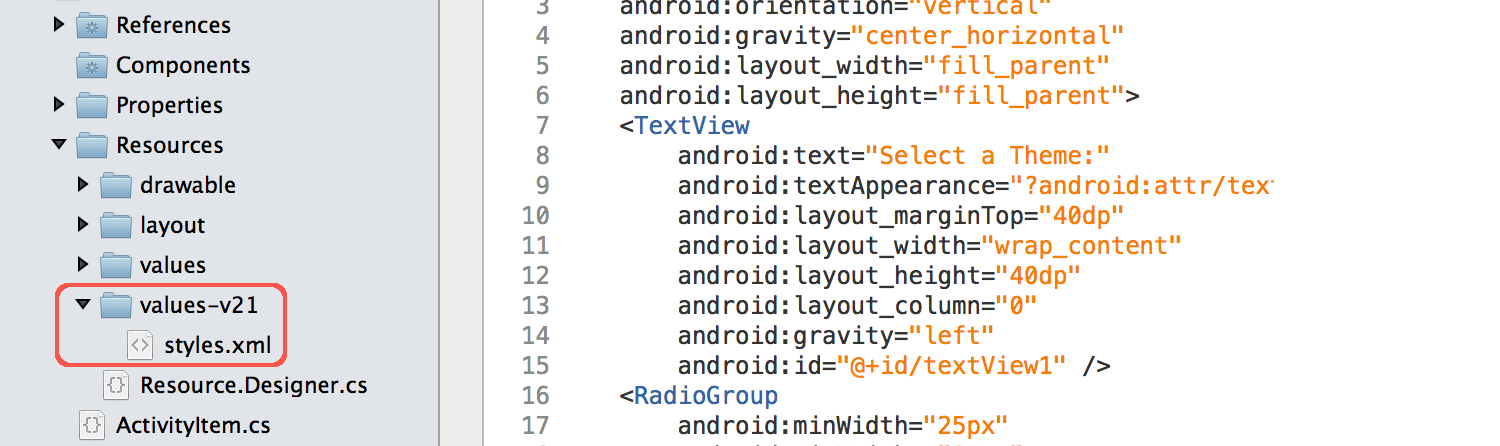 References
Components
Properties
Resources
drawable
layout
values
values-v21
styles.xml
Resource.Designer.cs
ActivityItem.cs
3 android:orientation="vertical"
4 android:gravity="center_horizontal"
5 android:layout_width="fill_parent"
6 android:layout_height="fill_parent">
7 <TextView
8 android:text="Select a Theme:"
9 android:textAppearance="?android:attr/tex
10 android:layout_marginTop="40dp"
11 android:layout_width="wrap_content"
12 android:layout_height="40dp"
13 android:layout_column="0"
14 android:gravity="left"
15 android:id="@+id/textView1" />
16 <RadioGroup
17 android:minWidth="25px"